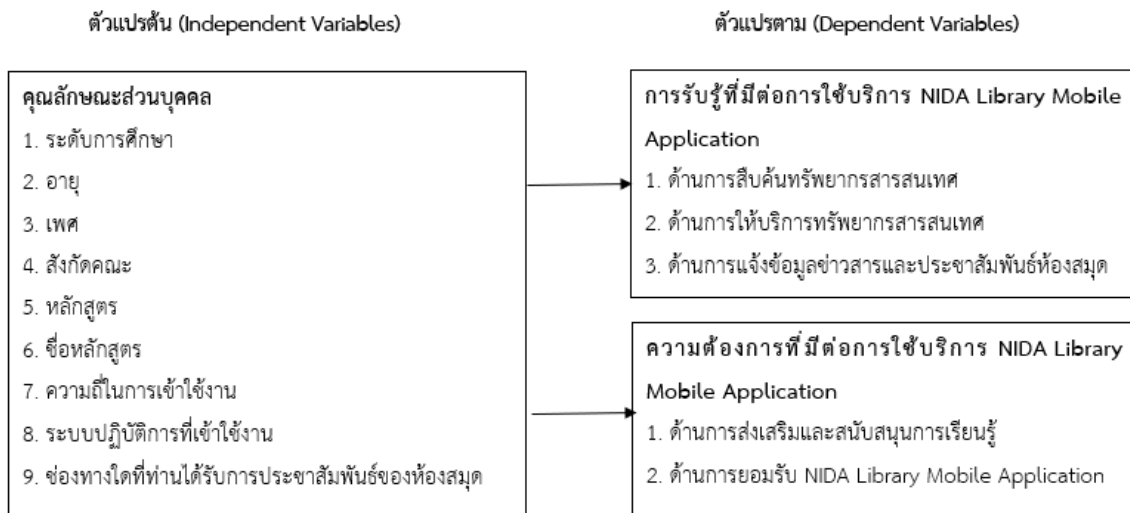 ตัวแปรต้น (Independent Variables)
ตัวแปรตาม (Dependent Variables)
คุณลักษณะส่วนบุคคล
1. ระดับการศึกษา
2. อายุ
3. เพศ
4. สังกัดคณะ
5. หลักสูตร
6. ชื่อหลักสูตร
7. ความถี่ในการเข้าใช้งาน
8. ระบบปฏิบัติการที่เข้าใช้งาน
9. ช่องทางใดที่ท่านได้รับการประชาสัมพันธ์ของห้องสมุด
การรับรู้ที่มีต่อการใช้บริการ NIDA Library Mobile
Application
1. ด้านการสืบค้นทรัพยากรสารสนเทศ
2. ด้านการให้บริการทรัพยากรสารสนเทศ
3. ด้านการแจ้งข้อมูลข่าวสารและประชาสัมพันธ์ห้องสมุด
ความต้องการที่มีต่อการใช้บริการ NIDA Library
Mobile Application
1. ด้านการส่งเสริมและสนับสนุนการเรียนรู้
2. ด้านการยอมรับ NIDA Library Mobile Application